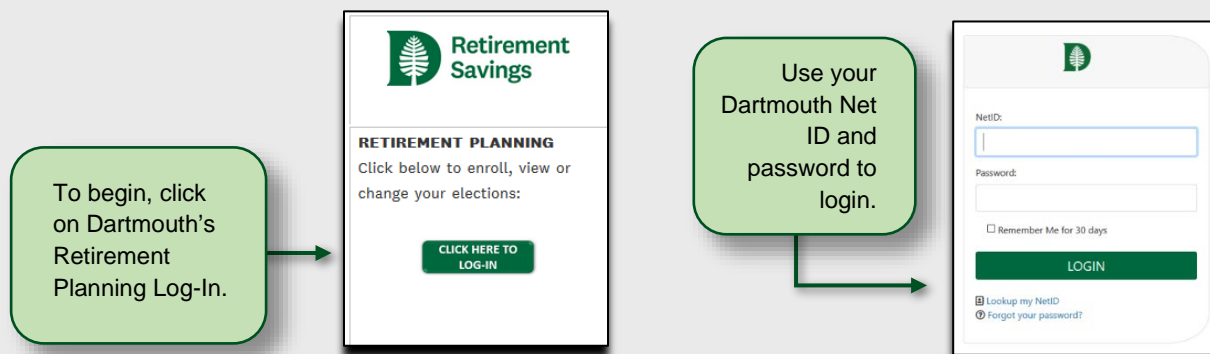 To begin, click
on Dartmouth’s
Retirement
Planning Log-In.
Retirement
Savings
RETIREMENT PLANNING
Click below to enroll, view or
change your elections:
CLICK HERE TO
LOG-IN
Use your
Dartmouth Net
ID and
password to
login.
D
NetID:
Password:
Remember Me for 30 days
LOGIN
Lookup my NetID
Forgot your password?